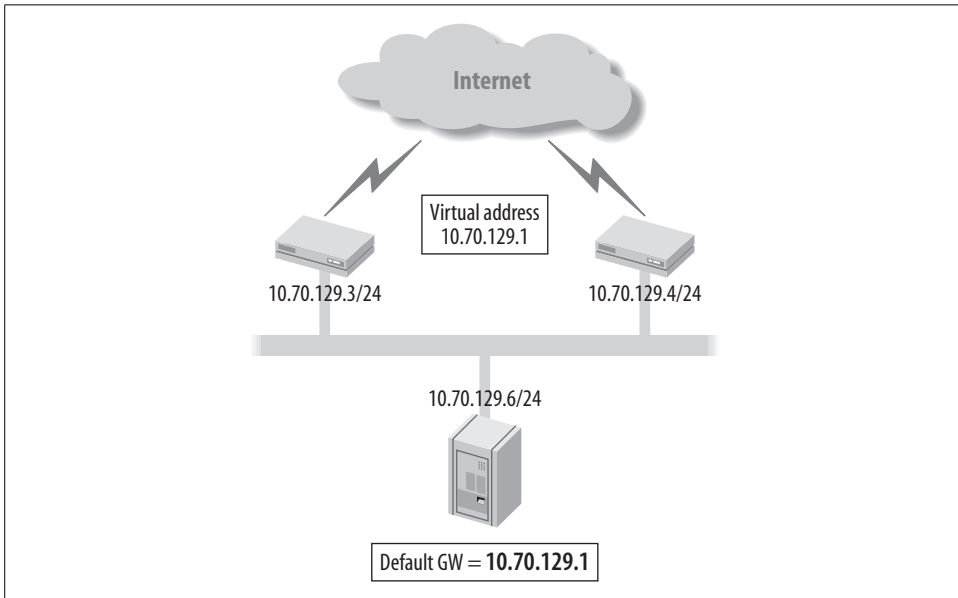 Internet
Virtual address
10.70.129.1
10.70.129.3/24
10.70.129.4/24
10.70.129.6/24
Default GW = 10.70.129.1